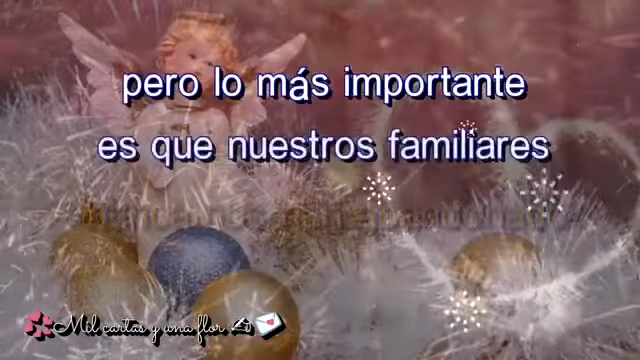 pero lo más importante
es que nuestros familiares
Mil cartas y una flor